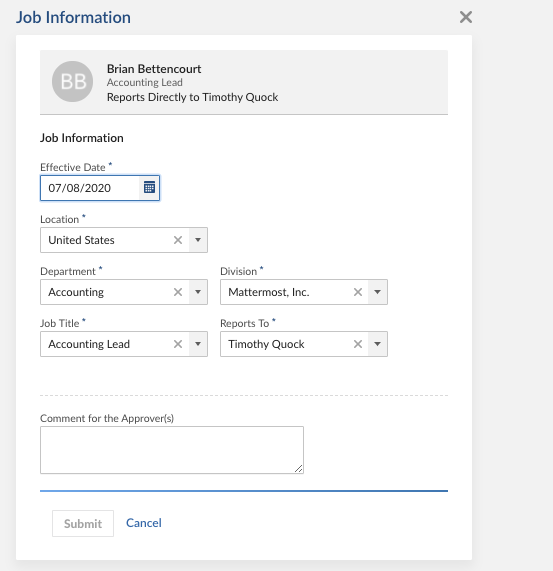 Job Information
BB
Brian Bettencourt
Accounting Lead
Reports Directly to Timothy Quock
Job Information
Effective Date *
07/08/2020
Location *
United States
Department * Division *
Accounting Mattermost, Inc.
Job Title * Reports To *
Accounting Lead Timothy Quock
Comment for the Approver(s)
Submit Cancel